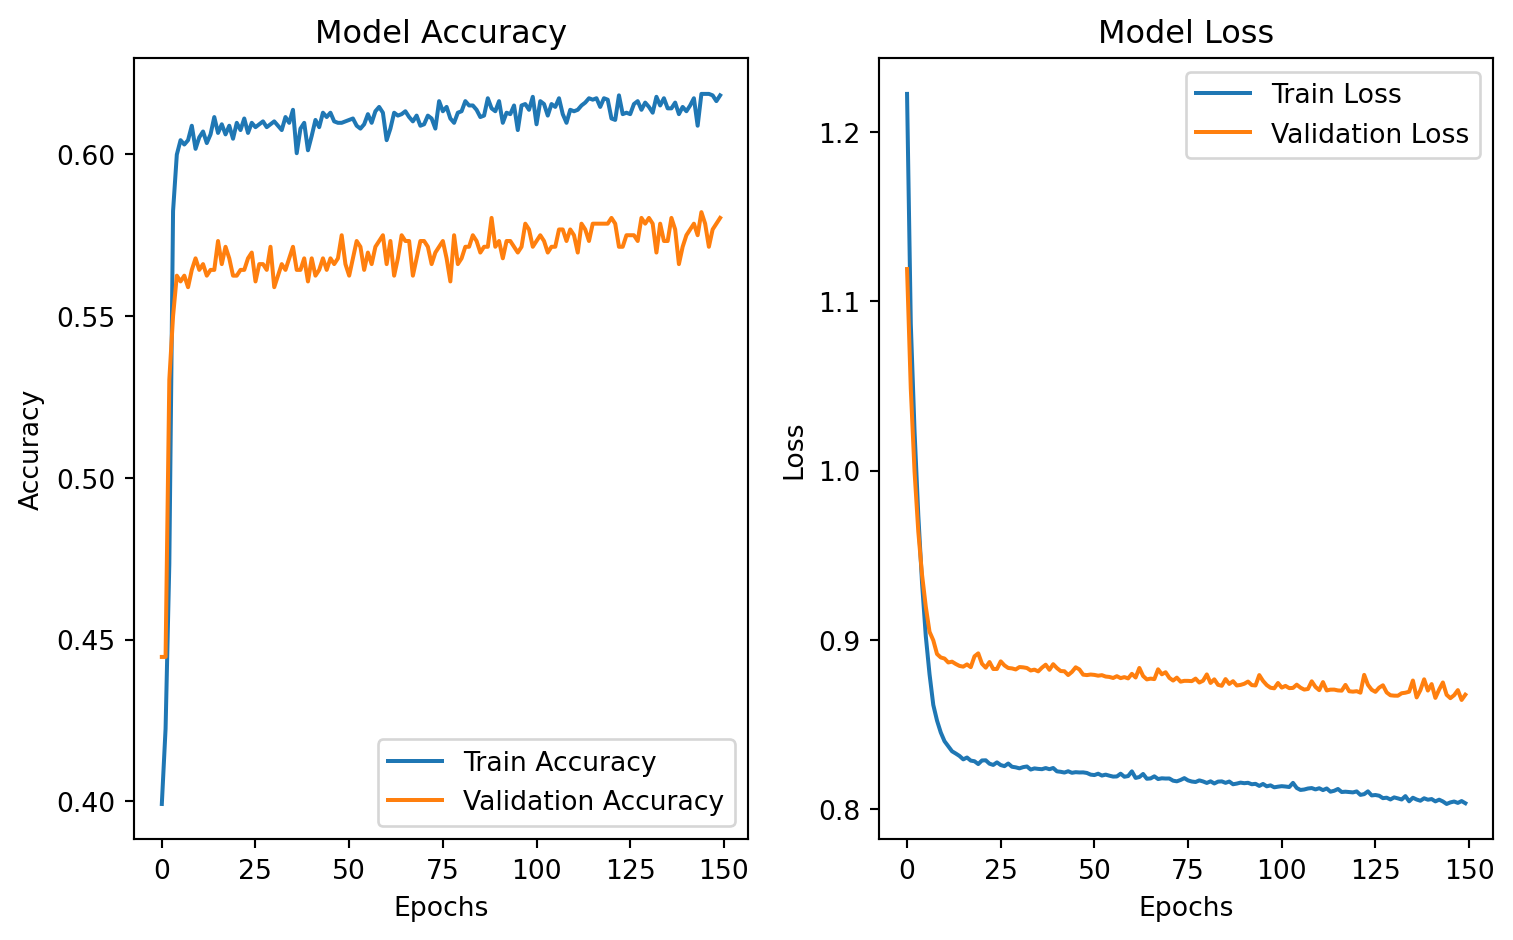 Model Accuracy
0.60
0.55
0.50
0.45
0.40
Accuracy
Train Accuracy
Validation Accuracy
0 25 50 75 100 125 150
Epochs
Model Loss
1.2
1.1
1.0
0.9
0.8
Loss
Train Loss
Validation Loss
0 25 50 75 100 125 150
Epochs